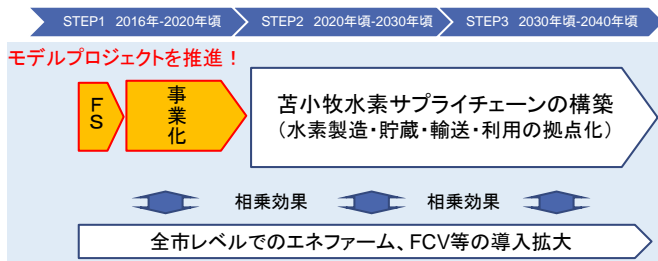 STEP1 2016年-2020年頃
STEP2 2020年頃-2030年頃
STEP3 2030年頃-2040年頃
モデルプロジェクトを推進！
FS
事業化
苫小牧水素サプライチェーンの構築
（水素製造・貯蔵・輸送・利用の拠点化）
相乗効果
相乗効果
全市レベルでのエネファーム、FCV等の導入拡大